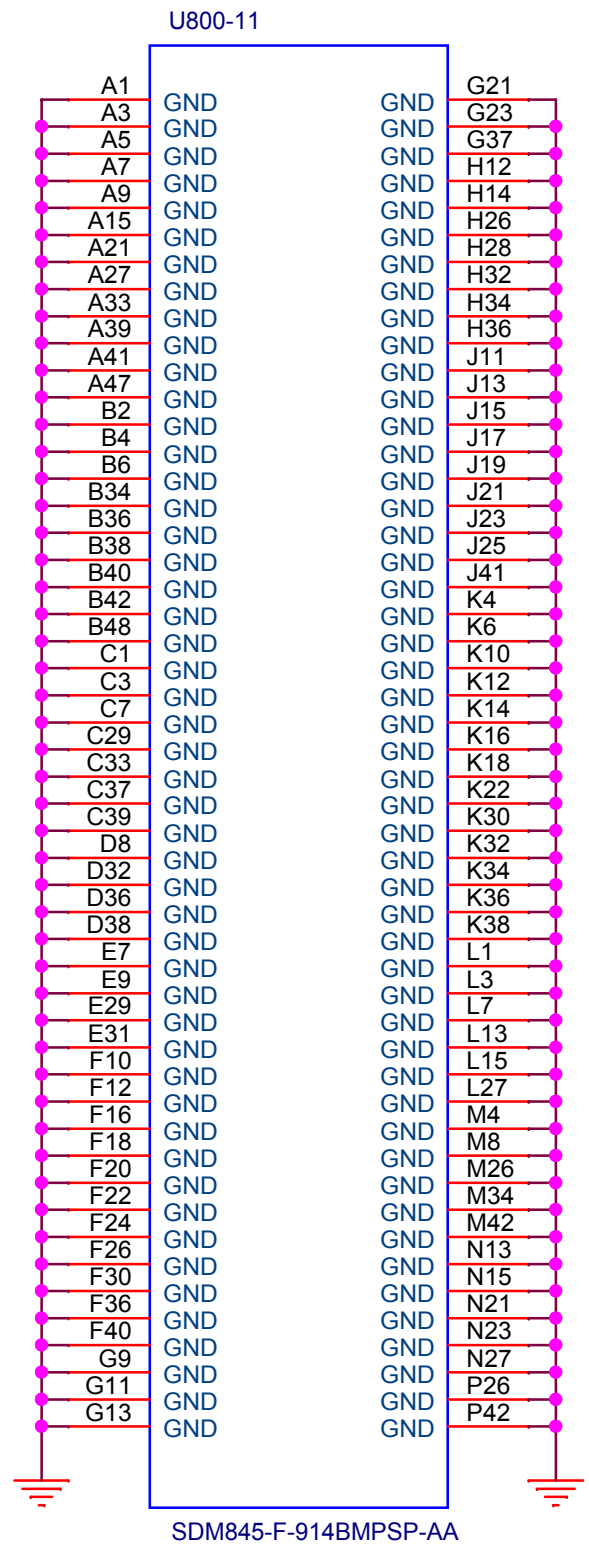 U800-11
A1 GND GND G21
A3 GND GND G23
A5 GND GND G37
A7 GND GND H12
A9 GND GND H14
A15 GND GND H26
A21 GND GND H28
A27 GND GND H32
A33 GND GND H34
A39 GND GND H36
A41 GND GND J11
A47 GND GND J13
B2 GND GND J15
B4 GND GND J17
B6 GND GND J19
B34 GND GND J21
B36 GND GND J23
B38 GND GND J25
B40 GND GND J41
B42 GND GND K4
B48 GND GND K6
C1 GND GND K10
C3 GND GND K12
C7 GND GND K14
C29 GND GND K16
C33 GND GND K18
C37 GND GND K22
C39 GND GND K30
D8 GND GND K32
D32 GND GND K34
D36 GND GND K36
D38 GND GND K38
E7 GND GND L1
E9 GND GND L3
E29 GND GND L7
E31 GND GND L13
F10 GND GND L15
F12 GND GND L27
F16 GND GND M4
F18 GND GND M8
F20 GND GND M26
F22 GND GND M34
F24 GND GND M42
F26 GND GND N13
F30 GND GND N15
F36 GND GND N21
F40 GND GND N23
G9 GND GND N27
G11 GND GND P26
G13 GND GND P42
SDM845-F-914BMPSP-AA